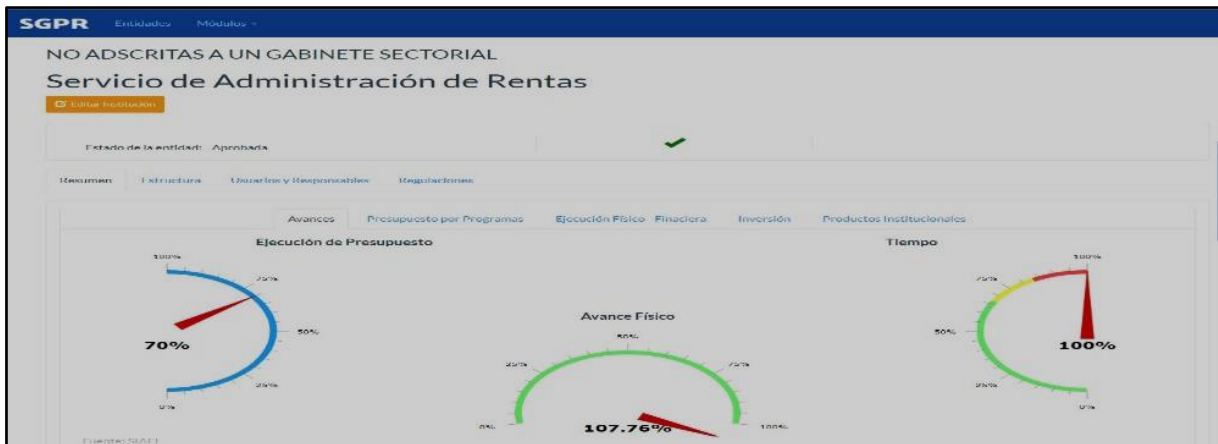 SGPR Entidades Módulos
NO ADSCRITAS A UN GABINETE SECTORIAL
Servicio de Administración de Rentas
Editar Institución
Estado de la entidad: Aprobada
Resumen Estructura Usuarios y Responsables Regulaciones
Avances Presupuesto por Programas Ejecución Físico - Finaciera Inversión Productos Institucionales
Ejecución de Presupuesto
100%
75%
50%
25%
0%
70%
Avance Físico
0%
25%
50%
75%
100%
107.76%
Tiempo
100%
75%
50%
25%
0%
100%
Fuente: SIAFI